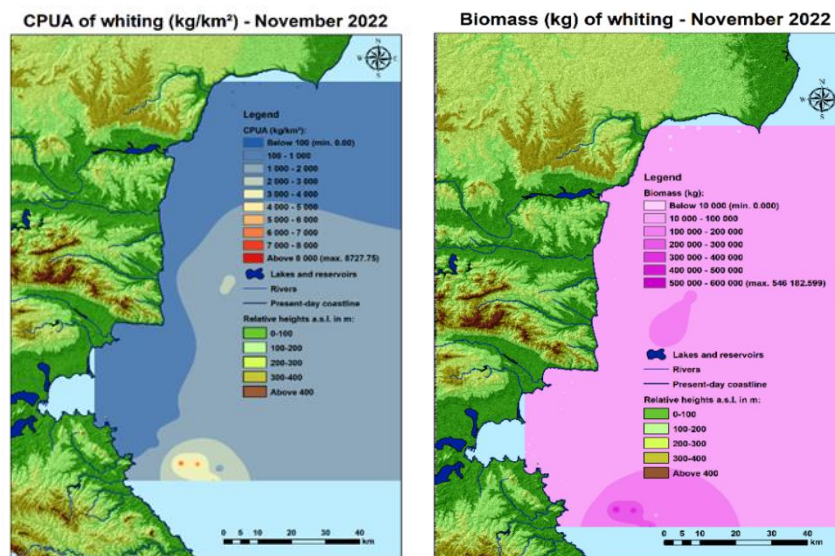 CPUA of whiting (kg/km²) - November 2022
N
W
E
S
Legend
CPUA (kg/km²):
Below 100 (min. 0.00)
100 - 1 000
1 000 - 2 000
2 000 - 3 000
3 000 - 4 000
4 000 - 5 000
5 000 - 6 000
6 000 - 7 000
7 000 - 8 000
Above 8 000 (max. 8727.75)
Lakes and reservoirs
Rivers
Present-day coastline
Relative heights a.s.l. in m:
0-100
100-200
200-300
300-400
Above 400
0 5 10 20 30 40
km
Biomass (kg) of whiting - November 2022
N
W
E
S
Legend
Biomass (kg):
Below 10 000 (min. 0.000)
10 000 - 100 000
100 000 - 200 000
200 000 - 300 000
300 000 - 400 000
400 000 - 500 000
500 000 - 600 000 (max. 546 182.599)
Lakes and reservoirs
Rivers
Present-day coastline
Relative heights a.s.l. in m:
0-100
100-200
200-300
300-400
Above 400
0 5 10 20 30 40
km